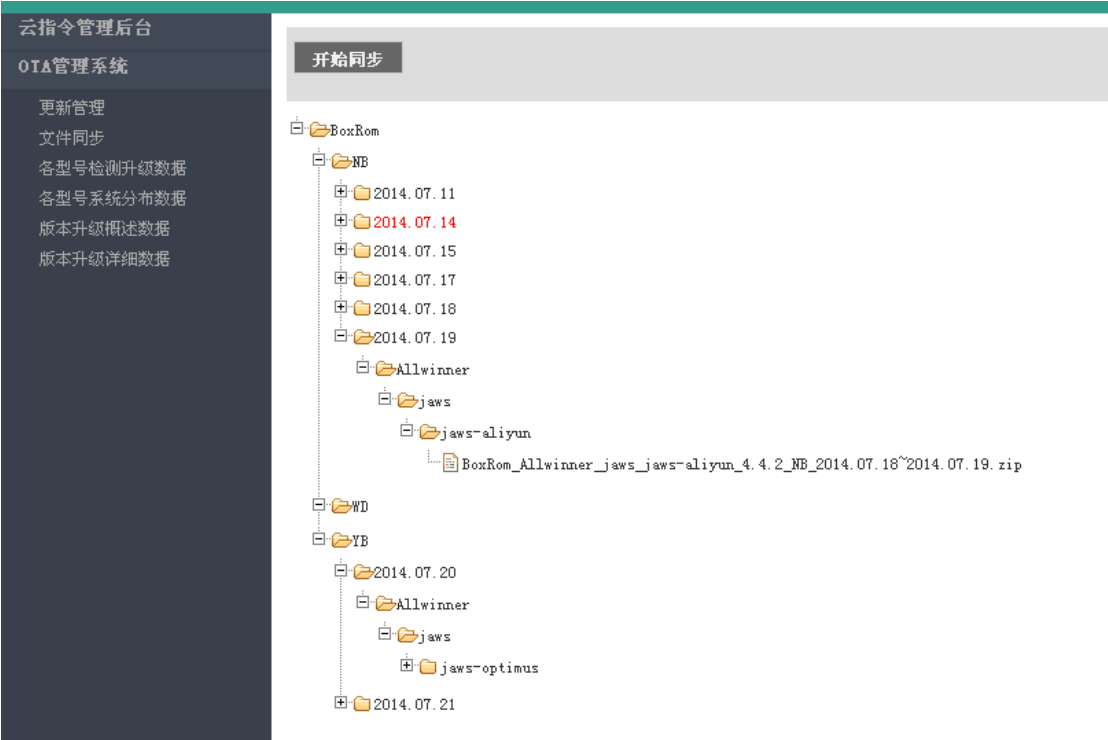 云指令管理后台
OTA管理系统
更新管理
文件同步
各型号检测升级数据
各型号系统分布数据
版本升级概述数据
版本升级详细数据
开始同步
BoxRom
NB
2014.07.11
2014.07.14
2014.07.15
2014.07.17
2014.07.18
2014.07.19
Allwinner
jaws
jaws-aliyun
BoxRom_Allwinner_jaws_jaws-aliyun_4.4.2_NB_2014.07.18~2014.07.19.zip
WD
YB
2014.07.20
Allwinner
jaws
jaws-optimus
2014.07.21